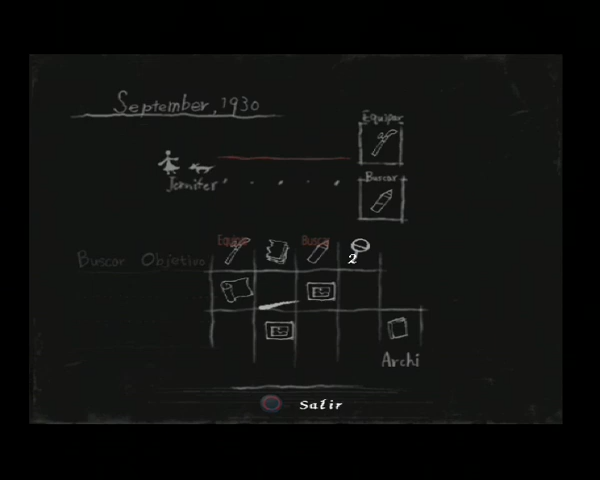 September, 1930
Equipar
Jennifer
Buscar
Equipar Buscar
2
Buscar Objetivo
Archi
Salir